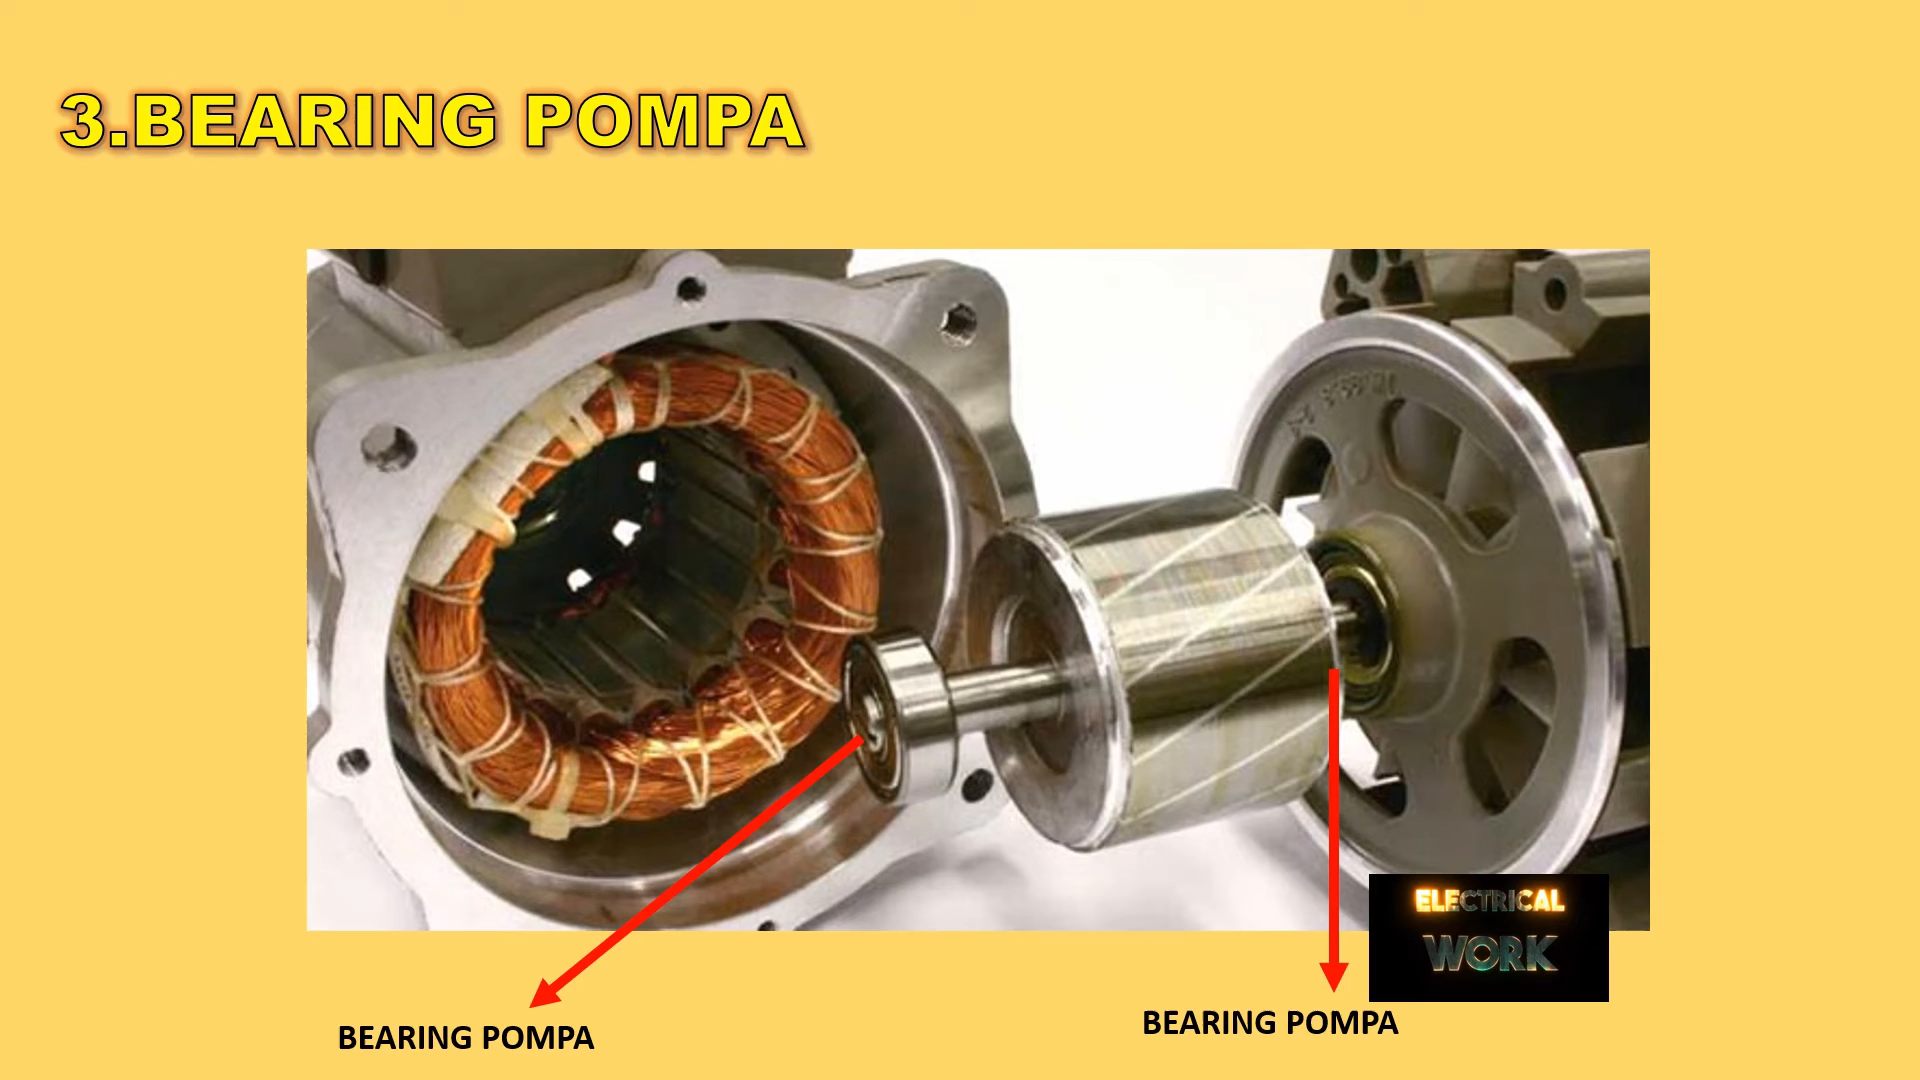 3.BEARING POMPA
BEARING POMPA
BEARING POMPA
ELECTRICAL
WORK